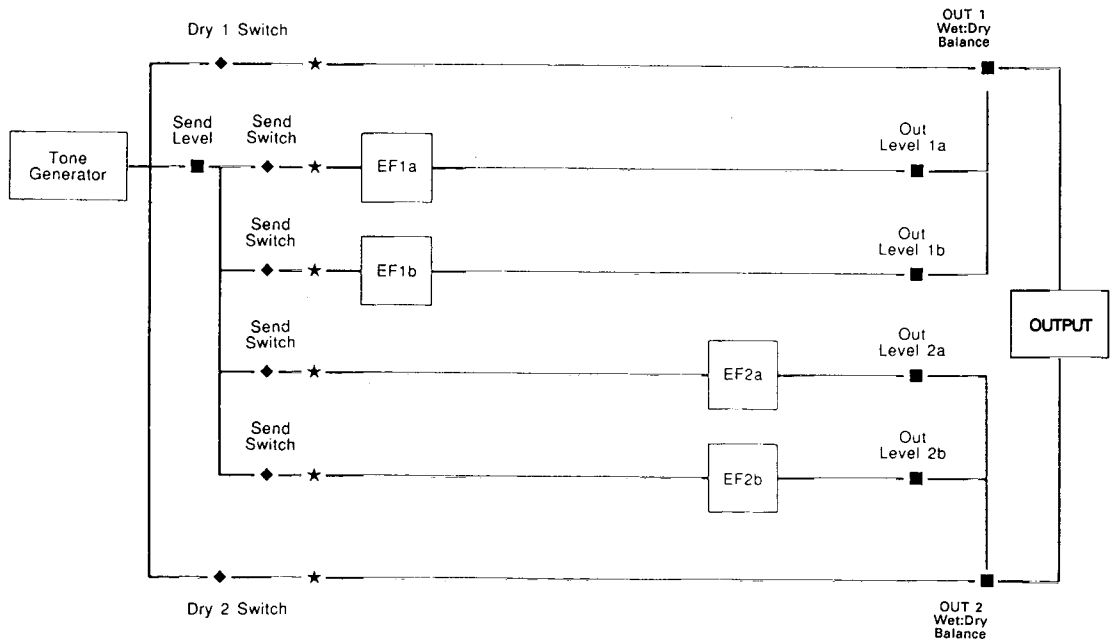 Dry 1 Switch
OUT 1
Wet:Dry
Balance
Tone
Generator
Send
Level
Send
Switch
EF1a
Out
Level 1a
Send
Switch
EF1b
Out
Level 1b
OUTPUT
Send
Switch
EF2a
Out
Level 2a
Send
Switch
EF2b
Out
Level 2b
Dry 2 Switch
OUT 2
Wet:Dry
Balance